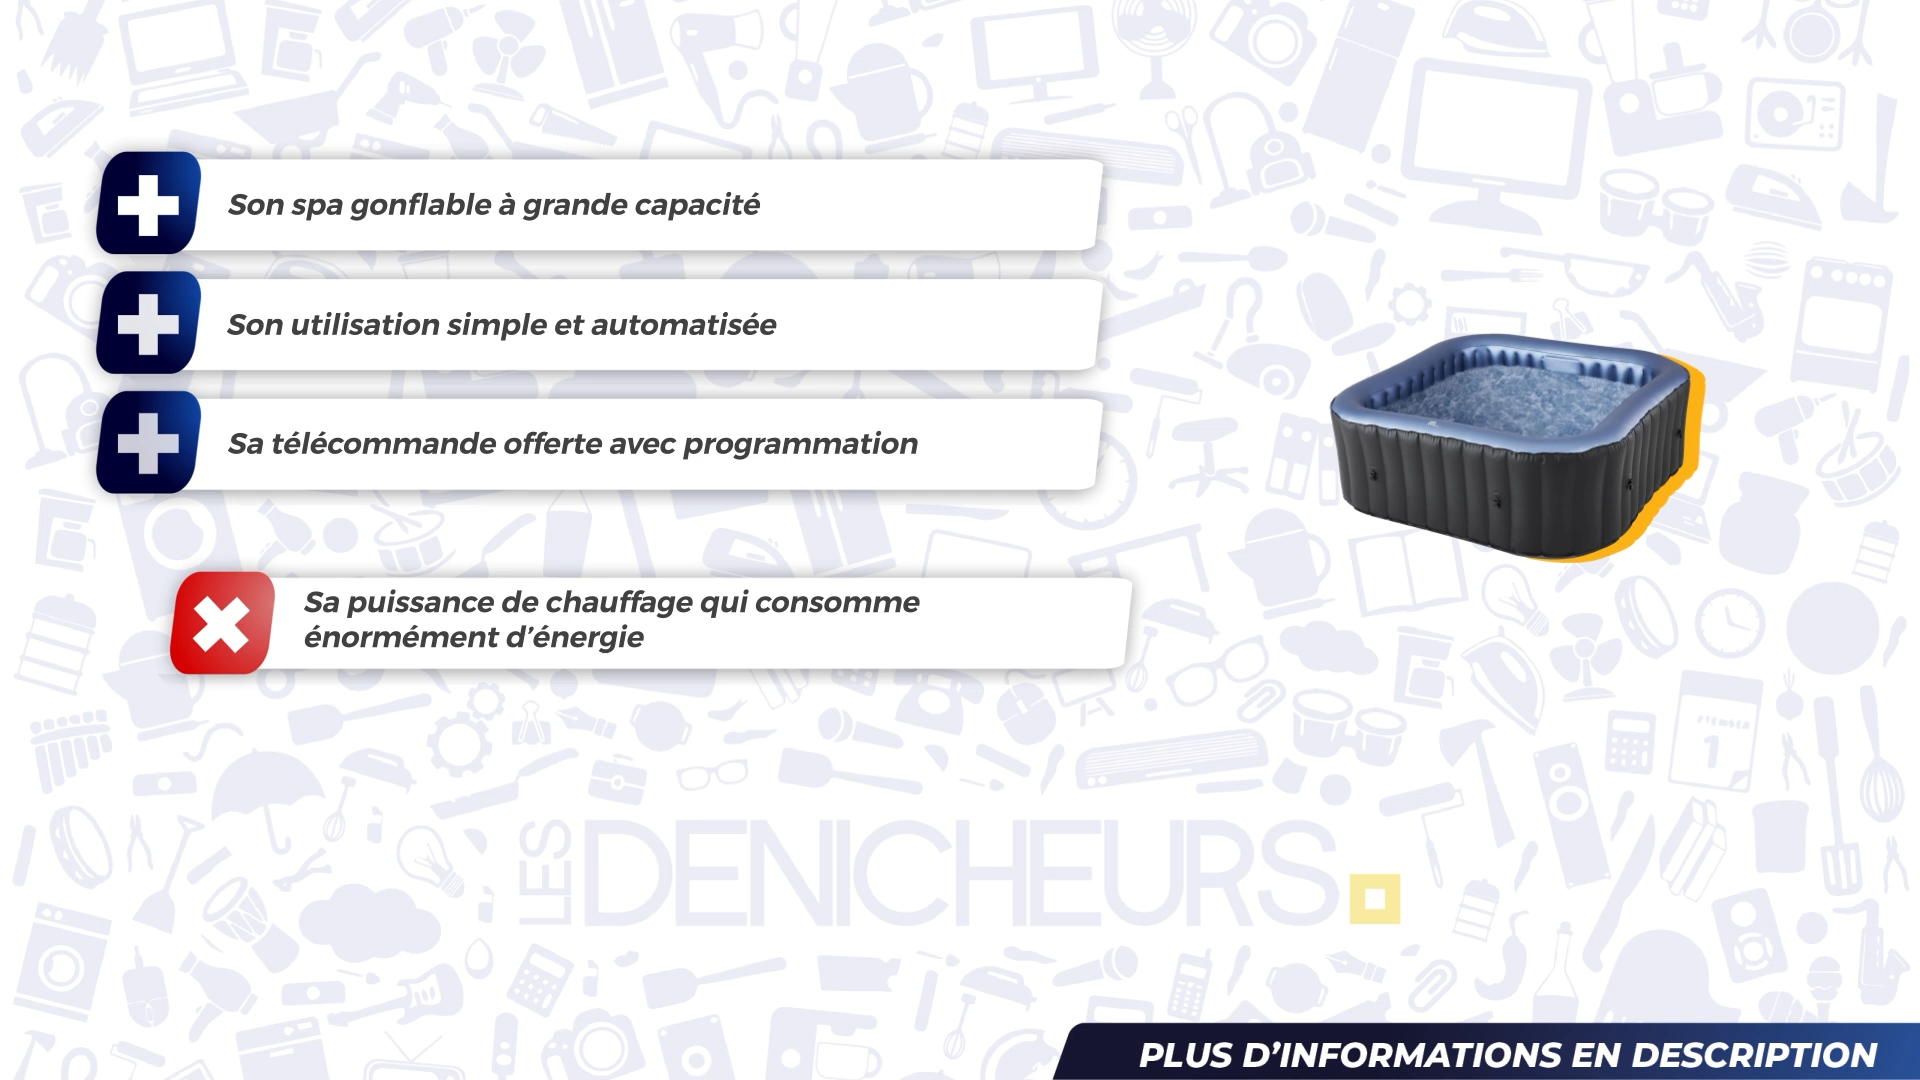 Son spa gonflable à grande capacité
Son utilisation simple et automatisée
Sa télécommande offerte avec programmation
Sa puissance de chauffage qui consomme
énormément d’énergie
1
LES DENICHEURS
PLUS D’INFORMATIONS EN DESCRIPTION